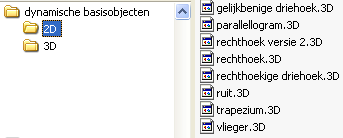 dynamische basisobjecten
2D
3D
gelijkbenige driehoek.3D
parallellogram.3D
rechthoek versie 2.3D
rechthoek.3D
rechthoekige driehoek.3D
ruit.3D
trapezium.3D
vlieger.3D